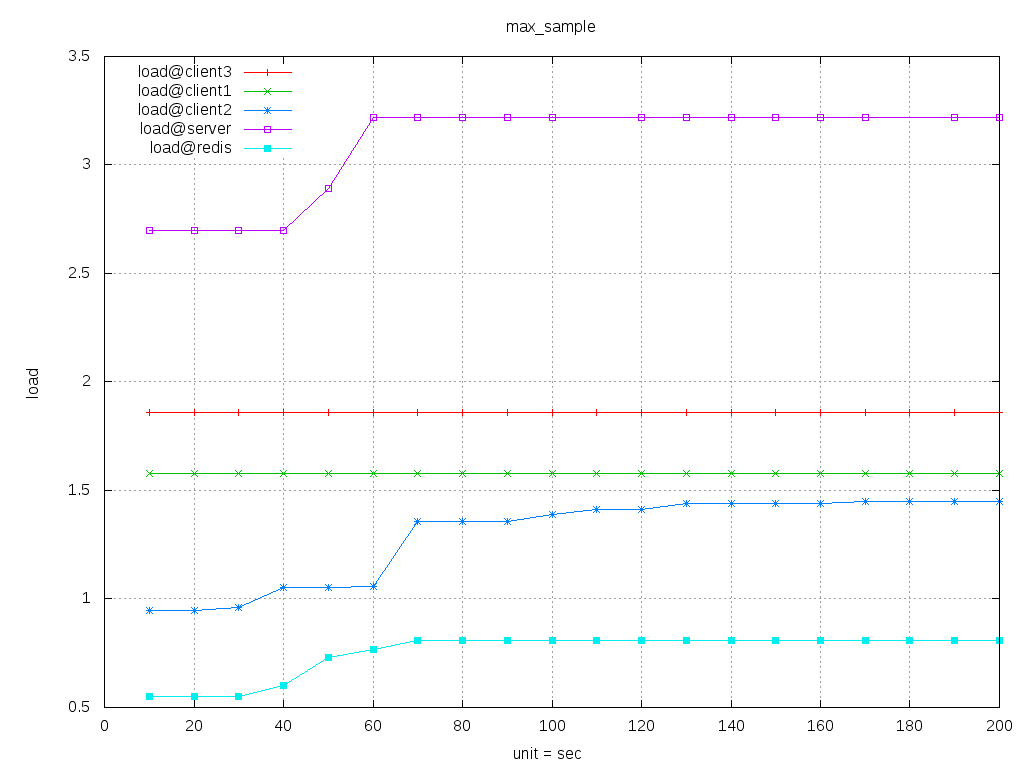 max_sample
3.5
3
2.5
2
1.5
1
0.5
load
load@client3
load@client1
load@client2
load@server
load@redis
0 20 40 60 80 100 120 140 160 180 200
unit = sec